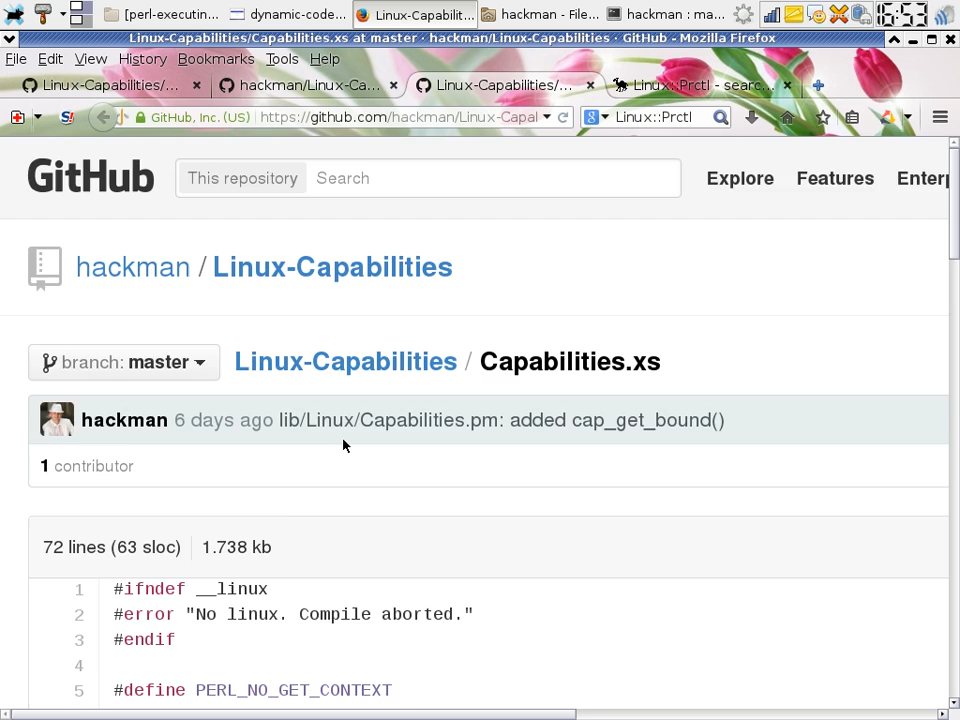 [perl-executin... dynamic-code... Linux-Capabilit... hackman - File... hackman : ma... 16:53
Linux-Capabilities/Capabilities.xs at master · hackman/Linux-Capabilities · GitHub - Mozilla Firefox
File Edit View History Bookmarks Tools Help
Linux-Capabilities/... hackman/Linux-Ca... Linux-Capabilities/... Linux::Prctl - searc...
GitHub, Inc. (US) https://github.com/hackman/Linux-Capal Linux::Prctl
GitHub This repository Search Explore Features Enterp
hackman / Linux-Capabilities
branch: master Linux-Capabilities / Capabilities.xs
hackman 6 days ago lib/Linux/Capabilities.pm: added cap_get_bound()
1 contributor
72 lines (63 sloc) 1.738 kb
1 #ifndef __linux
2 #error "No linux. Compile aborted."
3 #endif
4
5 #define PERL_NO_GET_CONTEXT